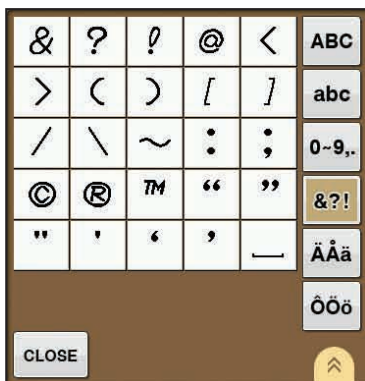 & ? ! @ < ABC
> ( ) [ ] abc
/ \ ~ : ; 0~9,.
© ® ™ “ ” &?!
" ' ‘ ’ _ ÄÅä
ÔÖö
CLOSE